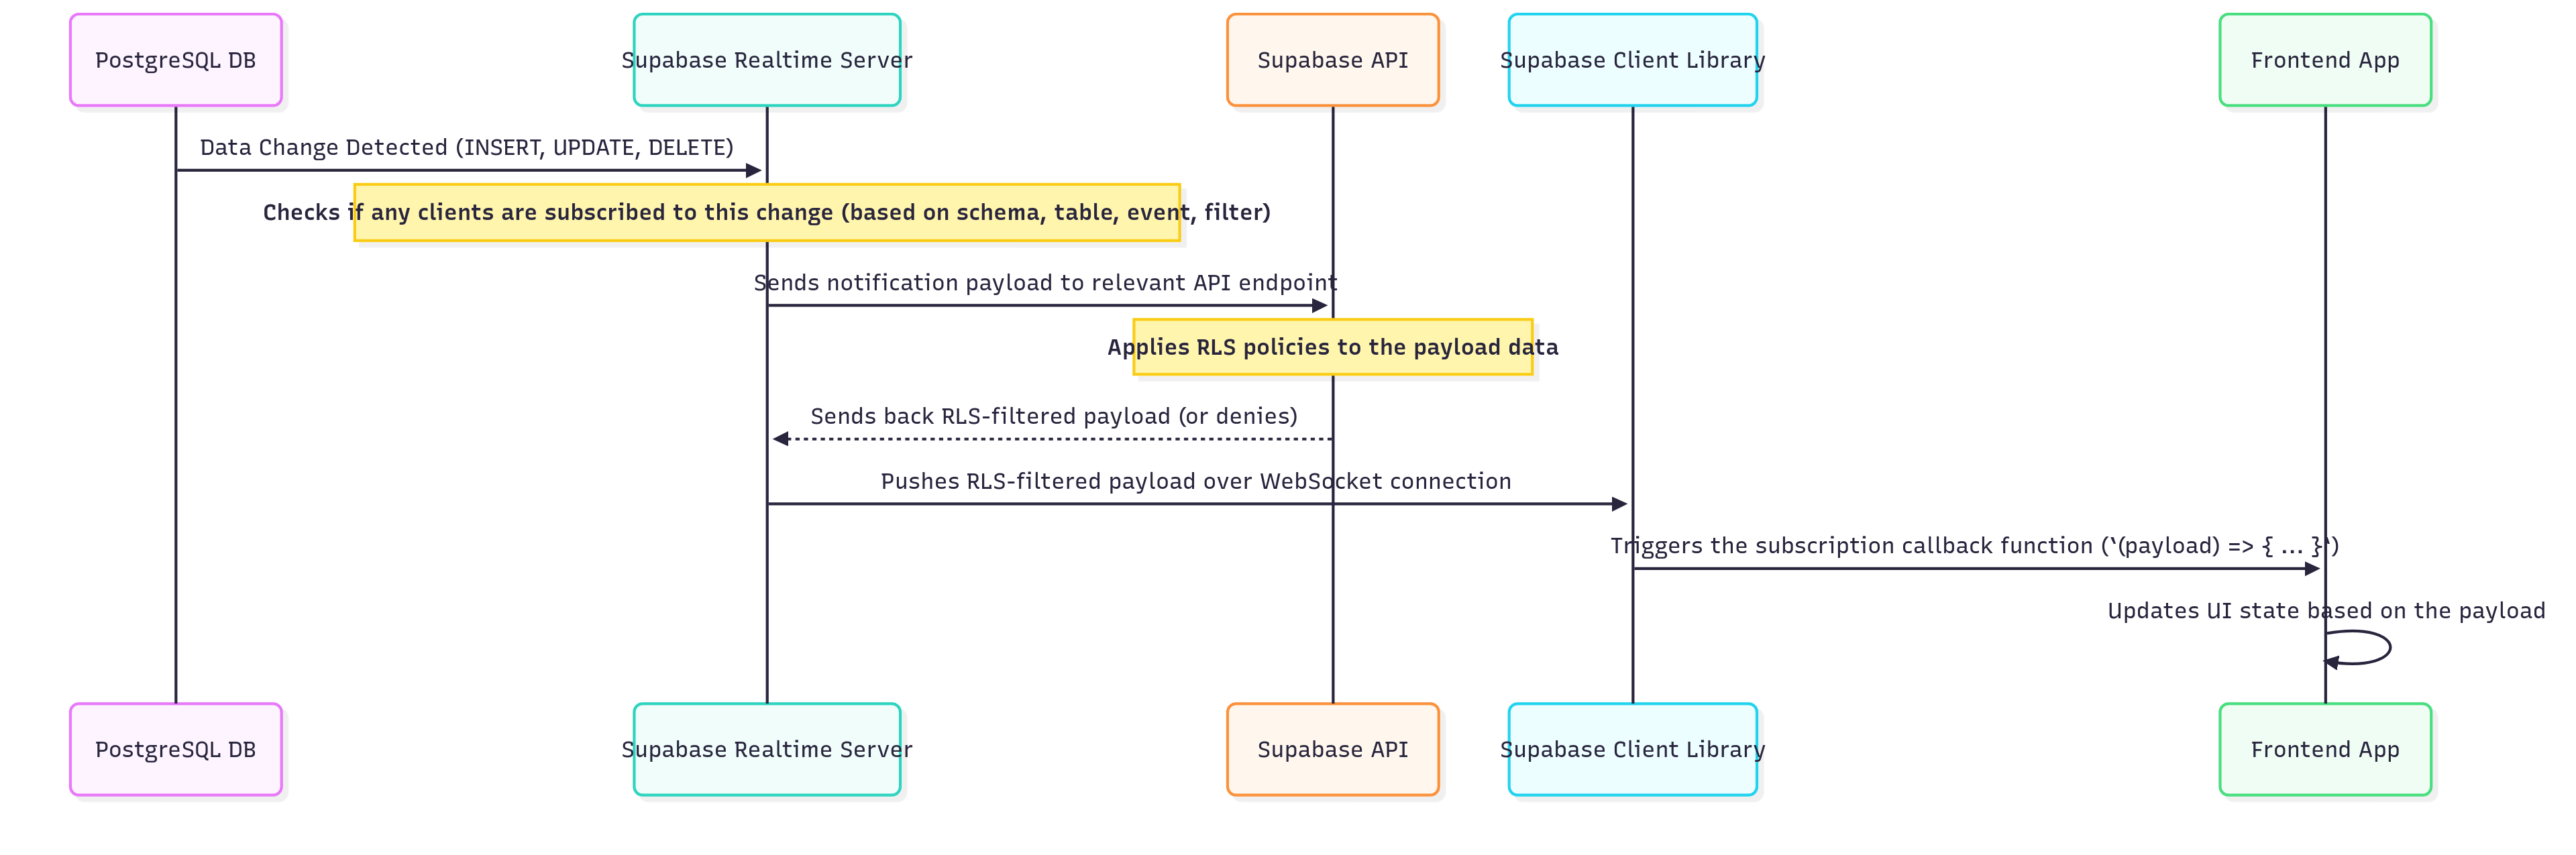 PostgreSQL DB
Supabase Realtime Server
Supabase API
Supabase Client Library
Frontend App
Data Change Detected (INSERT, UPDATE, DELETE)
Checks if any clients are subscribed to this change (based on schema, table, event, filter)
Sends notification payload to relevant API endpoint
Applies RLS policies to the payload data
Sends back RLS-filtered payload (or denies)
Pushes RLS-filtered payload over WebSocket connection
Triggers the subscription callback function (`(payload) => { ... }`)
Updates UI state based on the payload
PostgreSQL DB
Supabase Realtime Server
Supabase API
Supabase Client Library
Frontend App